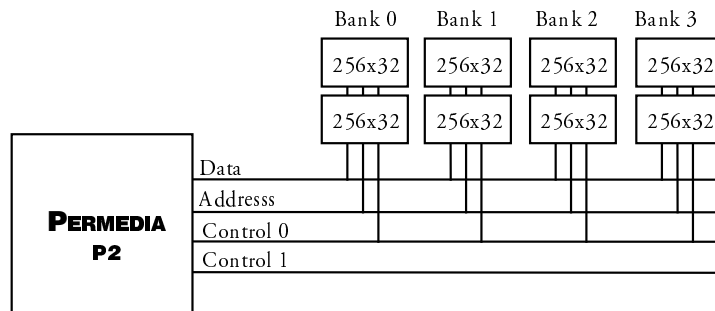 Bank 0 Bank 1 Bank 2 Bank 3
256x32 256x32 256x32 256x32
256x32 256x32 256x32 256x32
Data
Addresss
PERMEDIA
P2
Control 0
Control 1